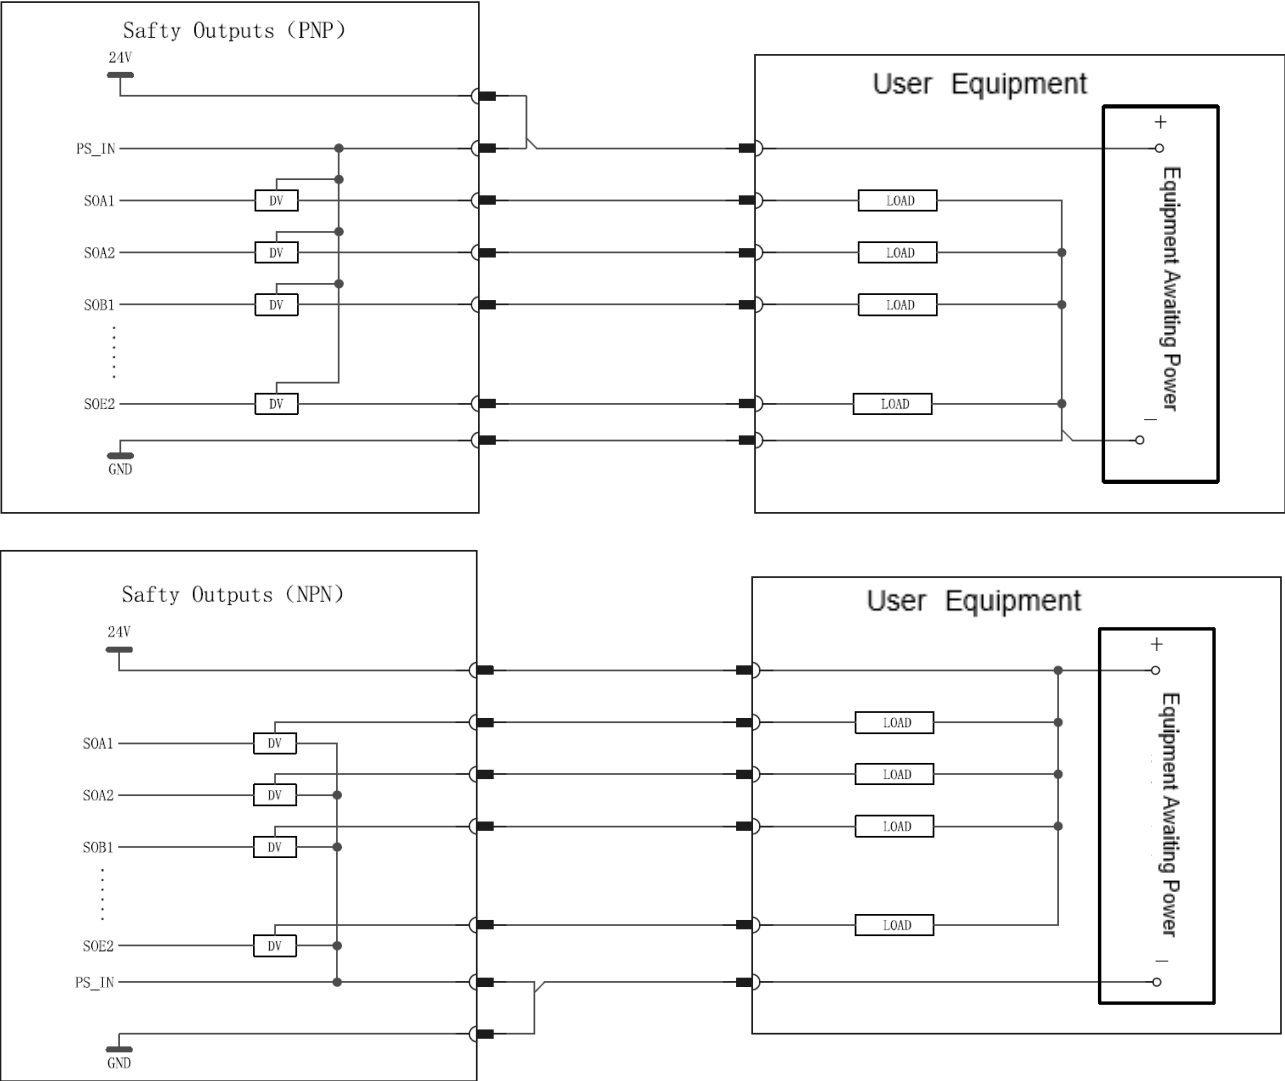 Safty Outputs（PNP）
24V
User Equipment
+
PS_IN
Equipment Awaiting Power
SOA1
DV
LOAD
SOA2
DV
LOAD
SOB1
DV
LOAD
SOE2
DV
LOAD
—
GND
Safty Outputs（NPN）
User Equipment
24V
+
Equipment Awaiting Power
LOAD
SOA1
DV
LOAD
SOA2
DV
LOAD
SOB1
DV
LOAD
SOE2
DV
—
PS_IN
GND